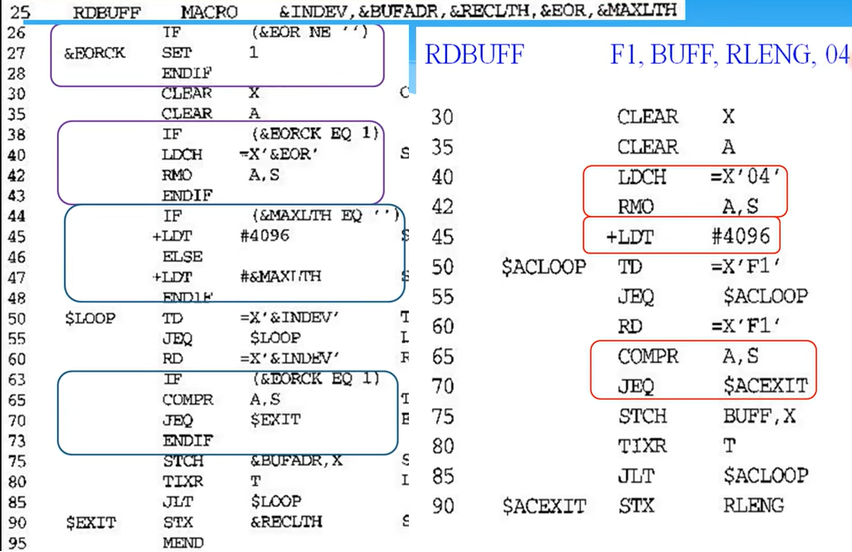 25 RDBUFF MACRO &INDEV,&BUFADR,&RECLTH,&EOR,&MAXLTH
26 IF (&EOR NE '')
27 &EORCK SET 1
28 ENDIF
30 CLEAR X C
35 CLEAR A
38 IF (&EORCK EQ 1)
40 LDCH =X'&EOR' S
42 RMO A,S
43 ENDIF
44 IF (&MAXLTH EQ '')
45 +LDT #4096 S
46 ELSE
47 +LDT #&MAXLTH S
48 ENDIF
50 $LOOP TD =X'&INDEV' T
55 JEQ $LOOP L
60 RD =X'&INDEV' R
63 IF (&EORCK EQ 1)
65 COMPR A,S T
70 JEQ $EXIT E
73 ENDIF
75 STCH &BUFADR,X S
80 TIXR T L
85 JLT $LOOP
90 $EXIT STX &RECLTH S
95 MEND
RDBUFF F1, BUFF, RLENG, 04
30 CLEAR X
35 CLEAR A
40 LDCH =X'04'
42 RMO A,S
45 +LDT #4096
50 $ACLOOP TD =X'F1'
55 JEQ $ACLOOP
60 RD =X'F1'
65 COMPR A,S
70 JEQ $ACEXIT
75 STCH BUFF,X
80 TIXR T
85 JLT $ACLOOP
90 $ACEXIT STX RLENG